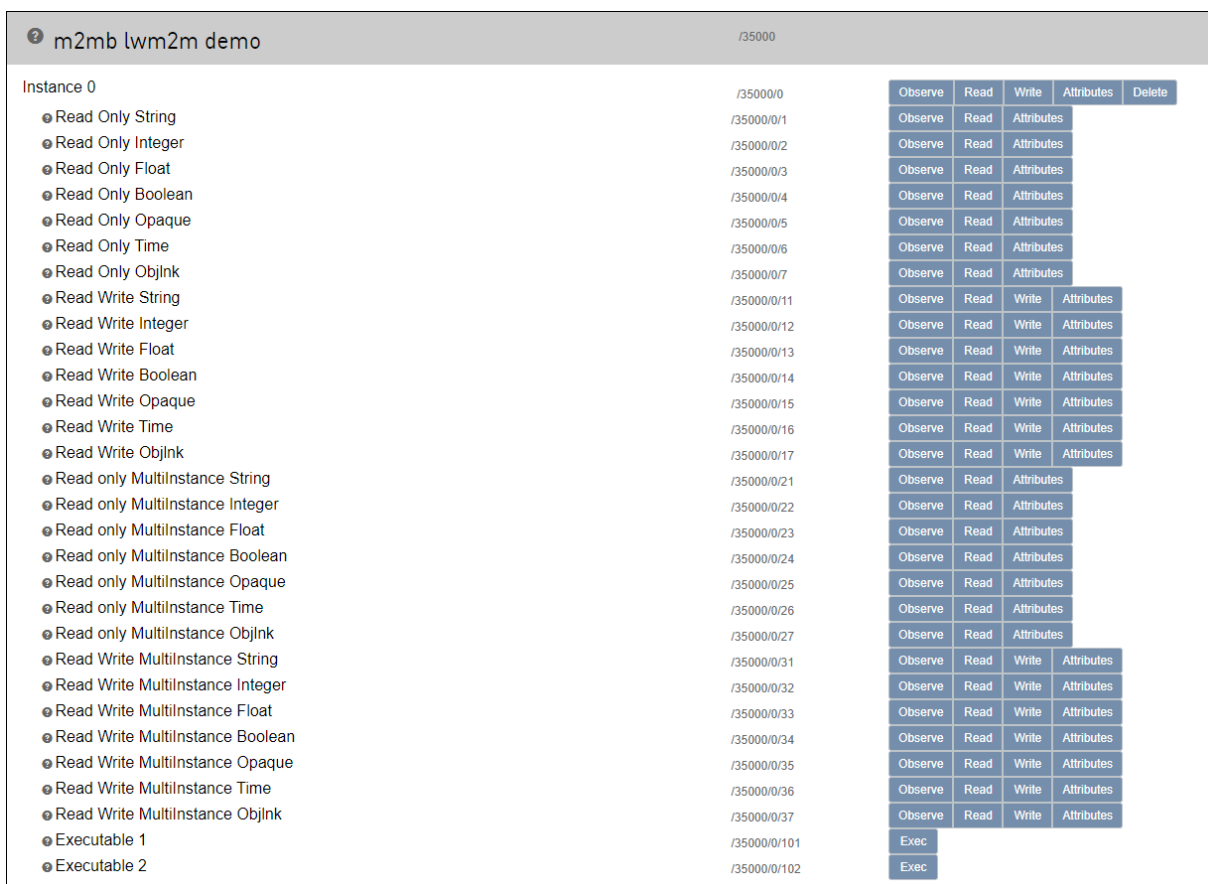 m2mb lwm2m demo /35000
Instance 0 /35000/0 Observe Read Write Attributes Delete
Read Only String /35000/0/1 Observe Read Attributes
Read Only Integer /35000/0/2 Observe Read Attributes
Read Only Float /35000/0/3 Observe Read Attributes
Read Only Boolean /35000/0/4 Observe Read Attributes
Read Only Opaque /35000/0/5 Observe Read Attributes
Read Only Time /35000/0/6 Observe Read Attributes
Read Only Objlnk /35000/0/7 Observe Read Attributes
Read Write String /35000/0/11 Observe Read Write Attributes
Read Write Integer /35000/0/12 Observe Read Write Attributes
Read Write Float /35000/0/13 Observe Read Write Attributes
Read Write Boolean /35000/0/14 Observe Read Write Attributes
Read Write Opaque /35000/0/15 Observe Read Write Attributes
Read Write Time /35000/0/16 Observe Read Write Attributes
Read Write Objlnk /35000/0/17 Observe Read Write Attributes
Read only MultiInstance String /35000/0/21 Observe Read Attributes
Read only MultiInstance Integer /35000/0/22 Observe Read Attributes
Read only MultiInstance Float /35000/0/23 Observe Read Attributes
Read only MultiInstance Boolean /35000/0/24 Observe Read Attributes
Read only MultiInstance Opaque /35000/0/25 Observe Read Attributes
Read only MultiInstance Time /35000/0/26 Observe Read Attributes
Read only MultiInstance Objlnk /35000/0/27 Observe Read Attributes
Read Write MultiInstance String /35000/0/31 Observe Read Write Attributes
Read Write MultiInstance Integer /35000/0/32 Observe Read Write Attributes
Read Write MultiInstance Float /35000/0/33 Observe Read Write Attributes
Read Write MultiInstance Boolean /35000/0/34 Observe Read Write Attributes
Read Write MultiInstance Opaque /35000/0/35 Observe Read Write Attributes
Read Write MultiInstance Time /35000/0/36 Observe Read Write Attributes
Read Write MultiInstance Objlnk /35000/0/37 Observe Read Write Attributes
Executable 1 /35000/0/101 Exec
Executable 2 /35000/0/102 Exec